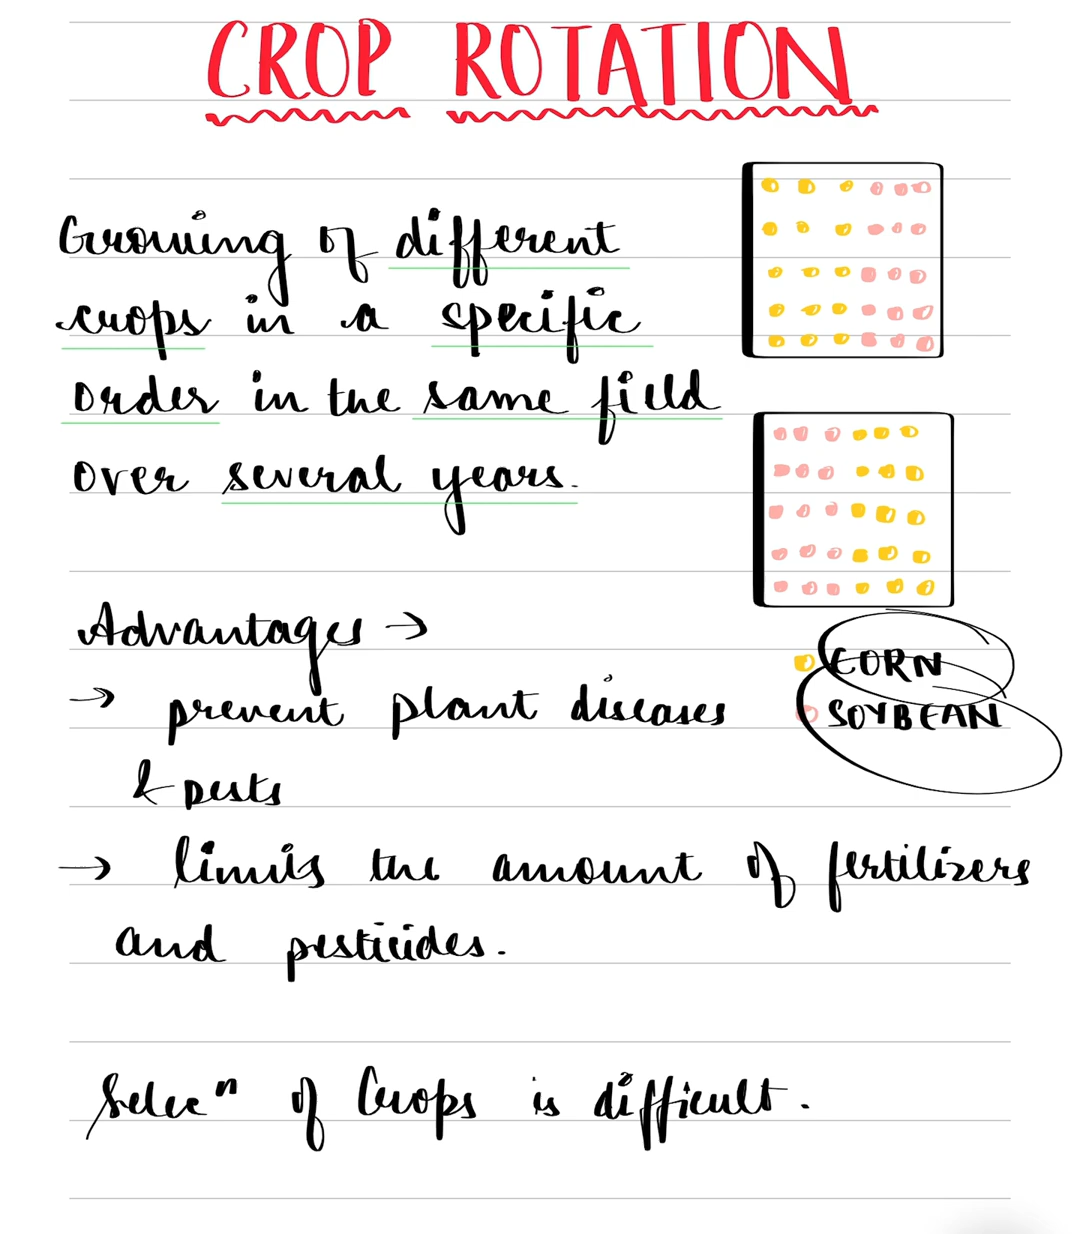 CROP ROTATION
Growing of different
crops in a specific
order in the same field
over several years.
Advantages →
→ prevent plant diseases
& pests
→ limits the amount of fertilizers
and pesticides.
Selecⁿ of Crops is difficult.
CORN
SOYBEAN